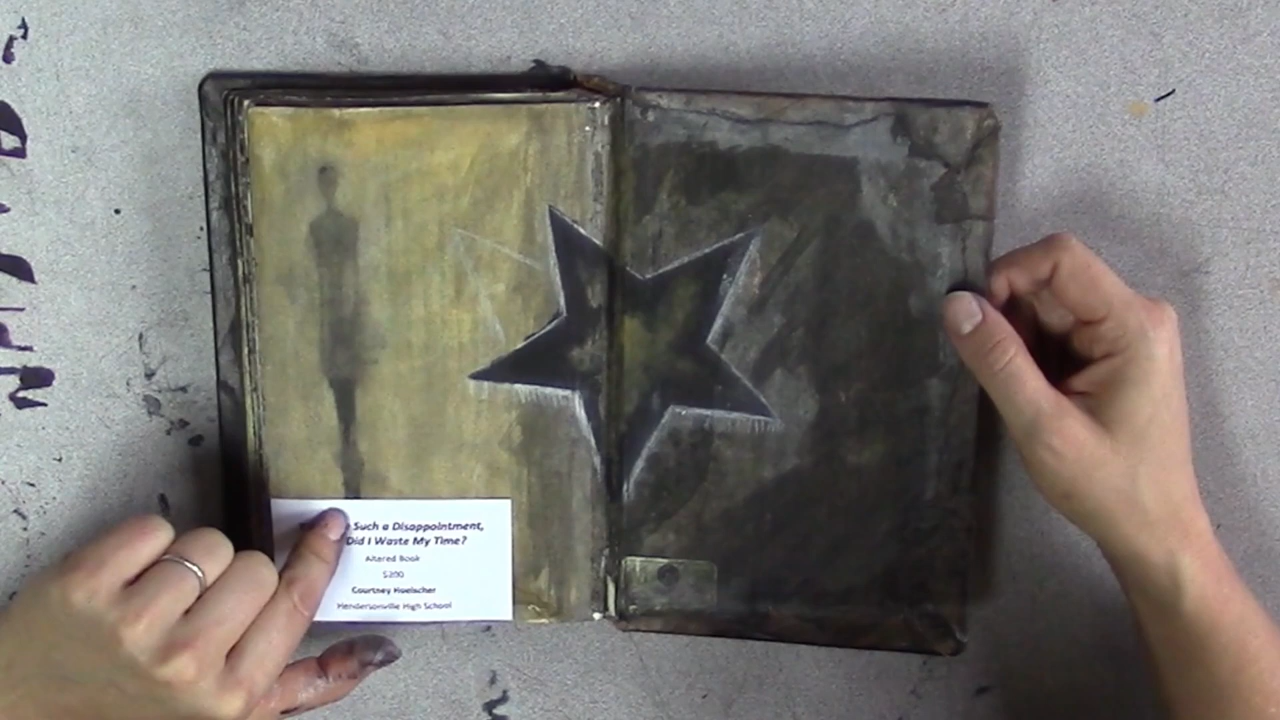 Such a Disappointment,
Did I Waste My Time?
Altered Book
$200
Courtney Hoelscher
Hendersonville High School